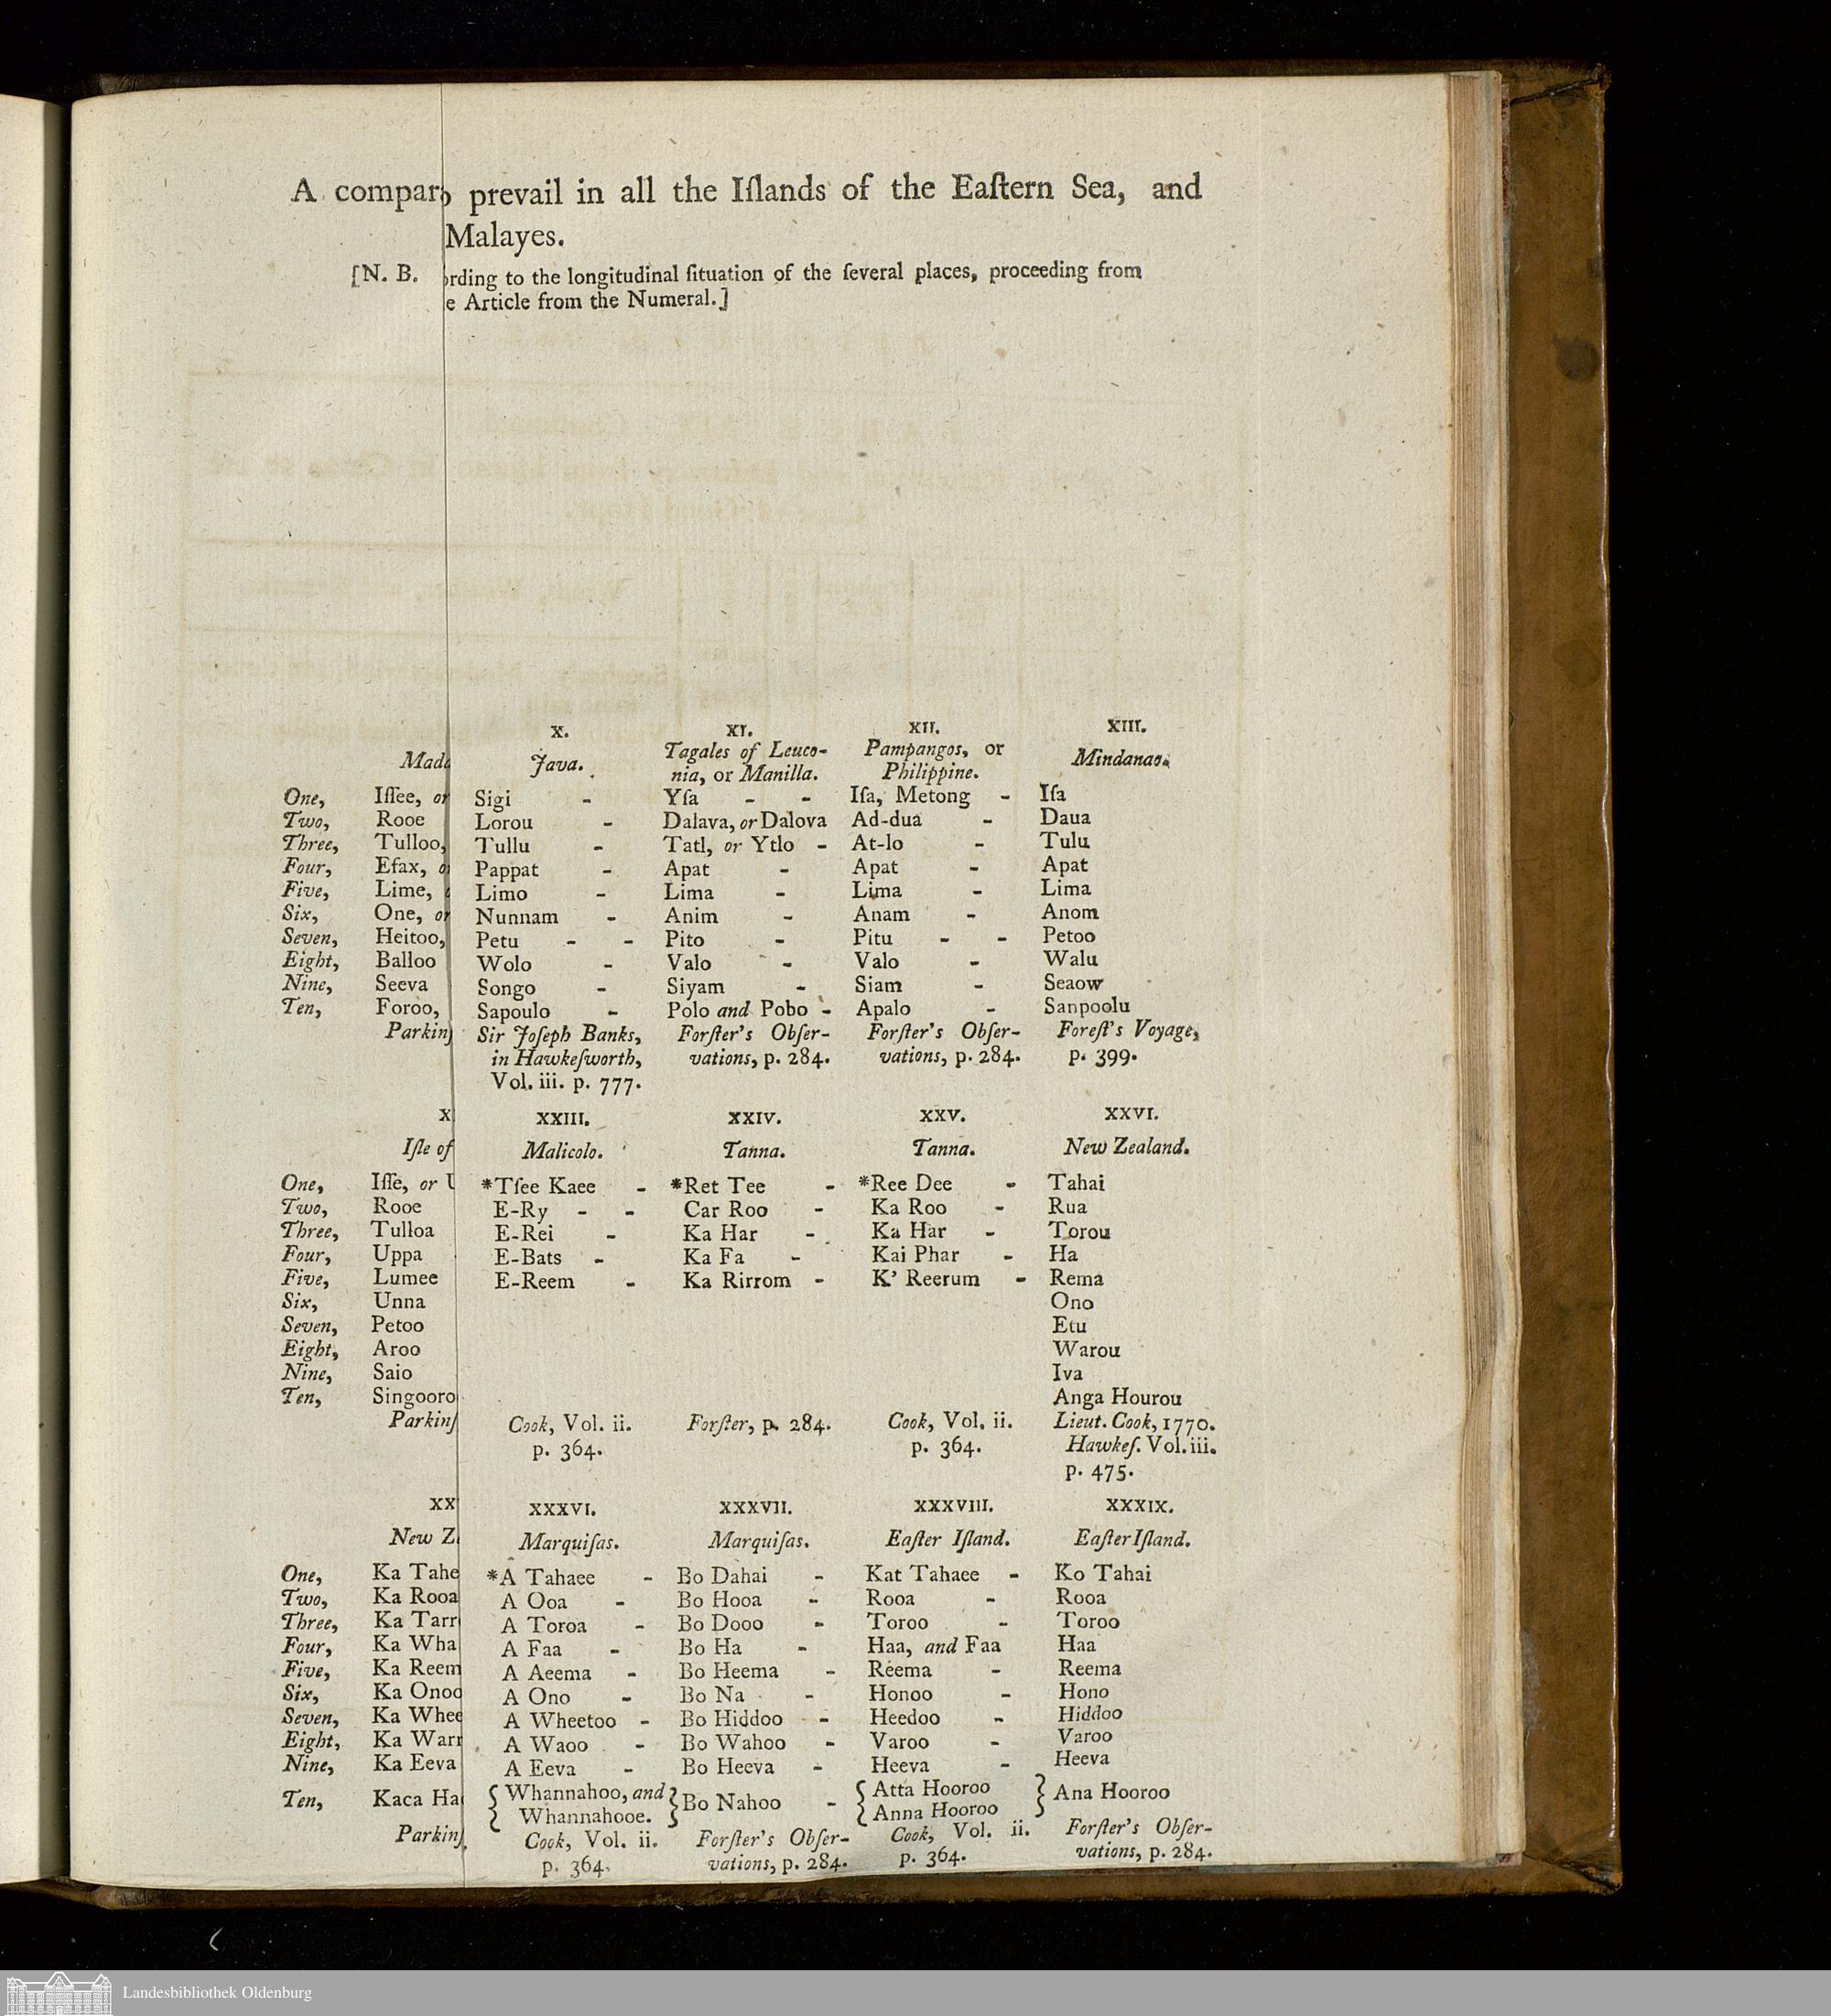 A compar o prevail in all the Iſlands of the Eaſtern Sea, and
Malayes.
[N. B. ording to the longitudinal ſituation of the ſeveral places, proceeding from
e Article from the Numeral.]
X. XI. XII. XIII.
Mada Java. Tagales of Leuco- Pampangos, or Mindanao.
nia, or Manilla. Philippine.
One, Iſſee, or Sigi - Yſa - - Iſa, Metong - Iſa
Two, Rooe Lorou - Dalava, or Dalova Ad-dua - Daua
Three, Tulloo, Tullu - Tatl, or Ytlo - At-lo - Tulu
Four, Efax, o Pappat - Apat - Apat - Apat
Five, Lime, Limo - Lima - Lima - Lima
Six, One, or Nunnam - Anim - Anam - Anom
Seven, Heitoo, Petu - - Pito - Pitu - - Petoo
Eight, Balloo Wolo - Valo - Valo - Walu
Nine, Seeva Songo - Siyam - Siam - Seaow
Ten, Foroo, Sapoulo - Polo and Pobo - Apalo - Sanpoolu
Parkinſ Sir Joſeph Banks, Forſter's Obſer- Forſter's Obſer- Foreſt's Voyage,
in Hawkeſworth, vations, p. 284. vations, p. 284. p. 399.
Vol. iii. p. 777.
X XXIII. XXIV. XXV. XXVI.
Iſle of Malicolo. Tanna. Tanna. New Zealand.
One, Iſſe, or U *Tſee Kaee - *Ret Tee - *Ree Dee - Tahai
Two, Rooe E-Ry - - Car Roo - Ka Roo - Rua
Three, Tulloa E-Rei - Ka Har - Ka Har - Torou
Four, Uppa E-Bats - Ka Fa - Kai Phar - Ha
Five, Lumee E-Reem - Ka Rirrom - K' Reerum - Rema
Six, Unna Ono
Seven, Petoo Etu
Eight, Aroo Warou
Nine, Saio Iva
Ten, Singooro Anga Hourou
Parkinſ Cook, Vol. ii. Forſter, p. 284. Cook, Vol. ii. Lieut. Cook, 1770.
p. 364. p. 364. Hawkeſ. Vol. iii.
p. 475.
XX XXXVI. XXXVII. XXXVIII. XXXIX.
New Ze Marquiſas. Marquiſas. Eaſter Iſland. Eaſter Iſland.
One, Ka Tahe *A Tahaee - Bo Dahai - Kat Tahaee - Ko Tahai
Two, Ka Rooa A Ooa - Bo Hooa - Rooa - Rooa
Three, Ka Tarr A Toroa - Bo Dooo - Toroo - Toroo
Four, Ka Wha A Faa - Bo Ha - Haa, and Faa Haa
Five, Ka Reem A Aeema - Bo Heema - Reema - Reema
Six, Ka Onoo A Ono - Bo Na - Honoo - Hono
Seven, Ka Whee A Wheetoo - Bo Hiddoo - Heedoo - Hiddoo
Eight, Ka Warr A Waoo - Bo Wahoo - Varoo - Varoo
Nine, Ka Eeva A Eeva - Bo Heeva - Heeva - Heeva
Ten, Kaca Ha { Whannahoo, and Whannahooe. } Bo Nahoo - { Atta Hooroo Anna Hooroo } Ana Hooroo
Parkinſ Cook, Vol. ii. Forſter's Obſer- Cook, Vol. ii. Forſter's Obſer-
p. 364. vations, p. 284. p. 364. vations, p. 284.
Landesbibliothek Oldenburg